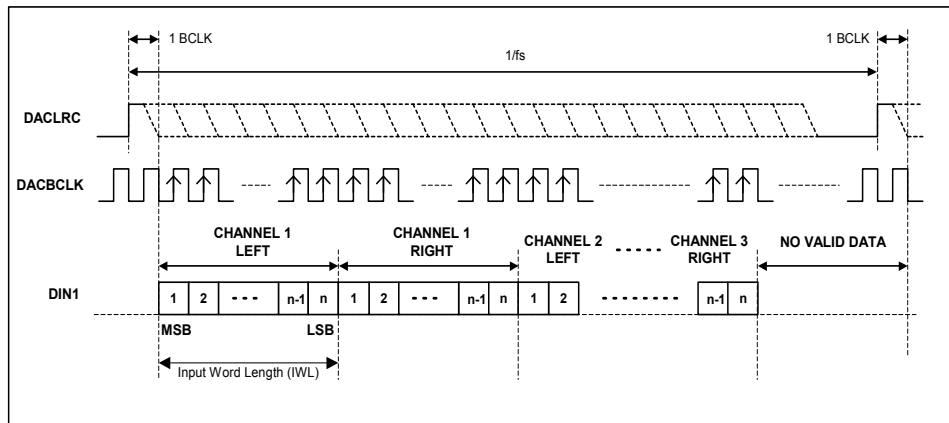 1 BCLK
1 BCLK
1/fs
DACLRC
DACBCLK
CHANNEL 1
LEFT
CHANNEL 1
RIGHT
CHANNEL 2
LEFT
CHANNEL 3
RIGHT
NO VALID DATA
DIN1
1 2 n-1 n 1 2 n-1 n 1 2 n-1 n
MSB LSB
Input Word Length (IWL)